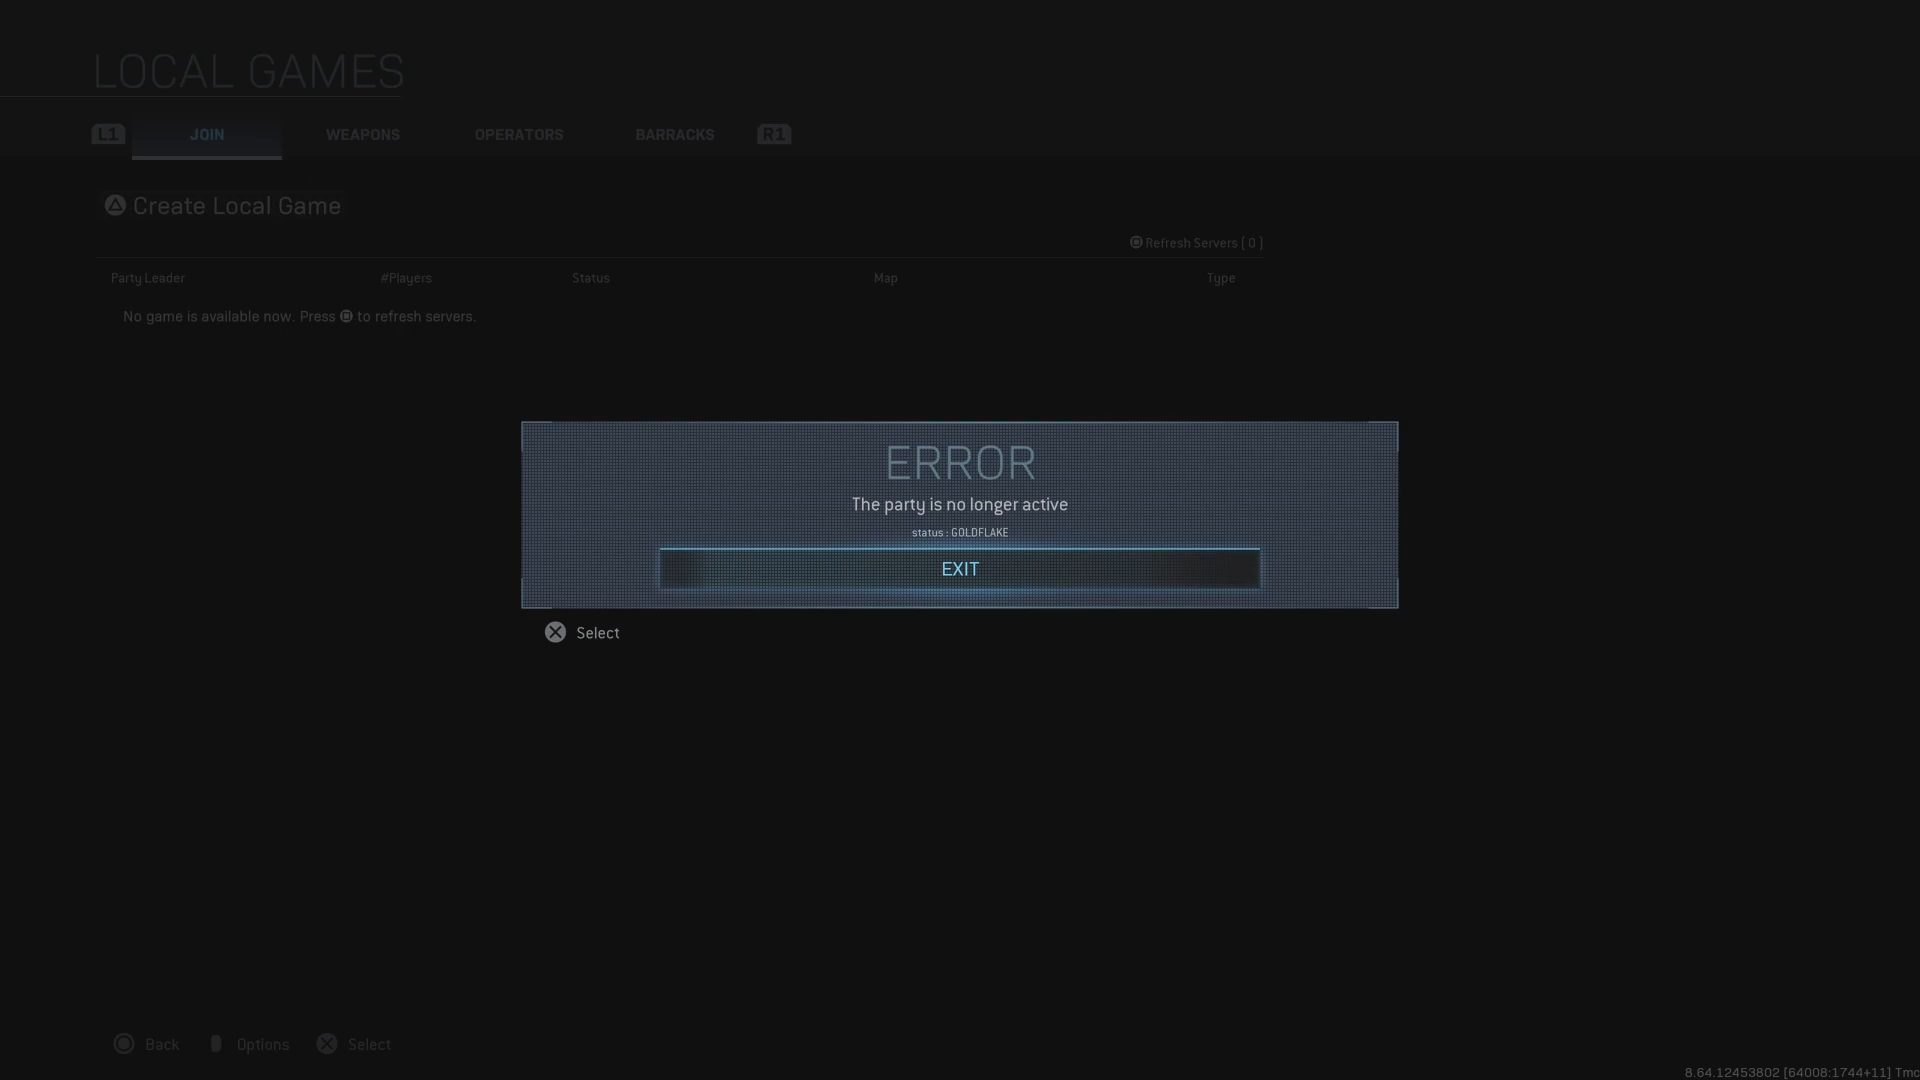 LOCAL GAMES
L1 JOIN WEAPONS OPERATORS BARRACKS R1
Create Local Game
Refresh Servers ( 0 )
Party Leader #Players Status Map Type
No game is available now. Press to refresh servers.
ERROR
The party is no longer active
status : GOLDFLAKE
EXIT
Select
Back Options Select
8.64.12453802 [64008:1744+11] Tmc